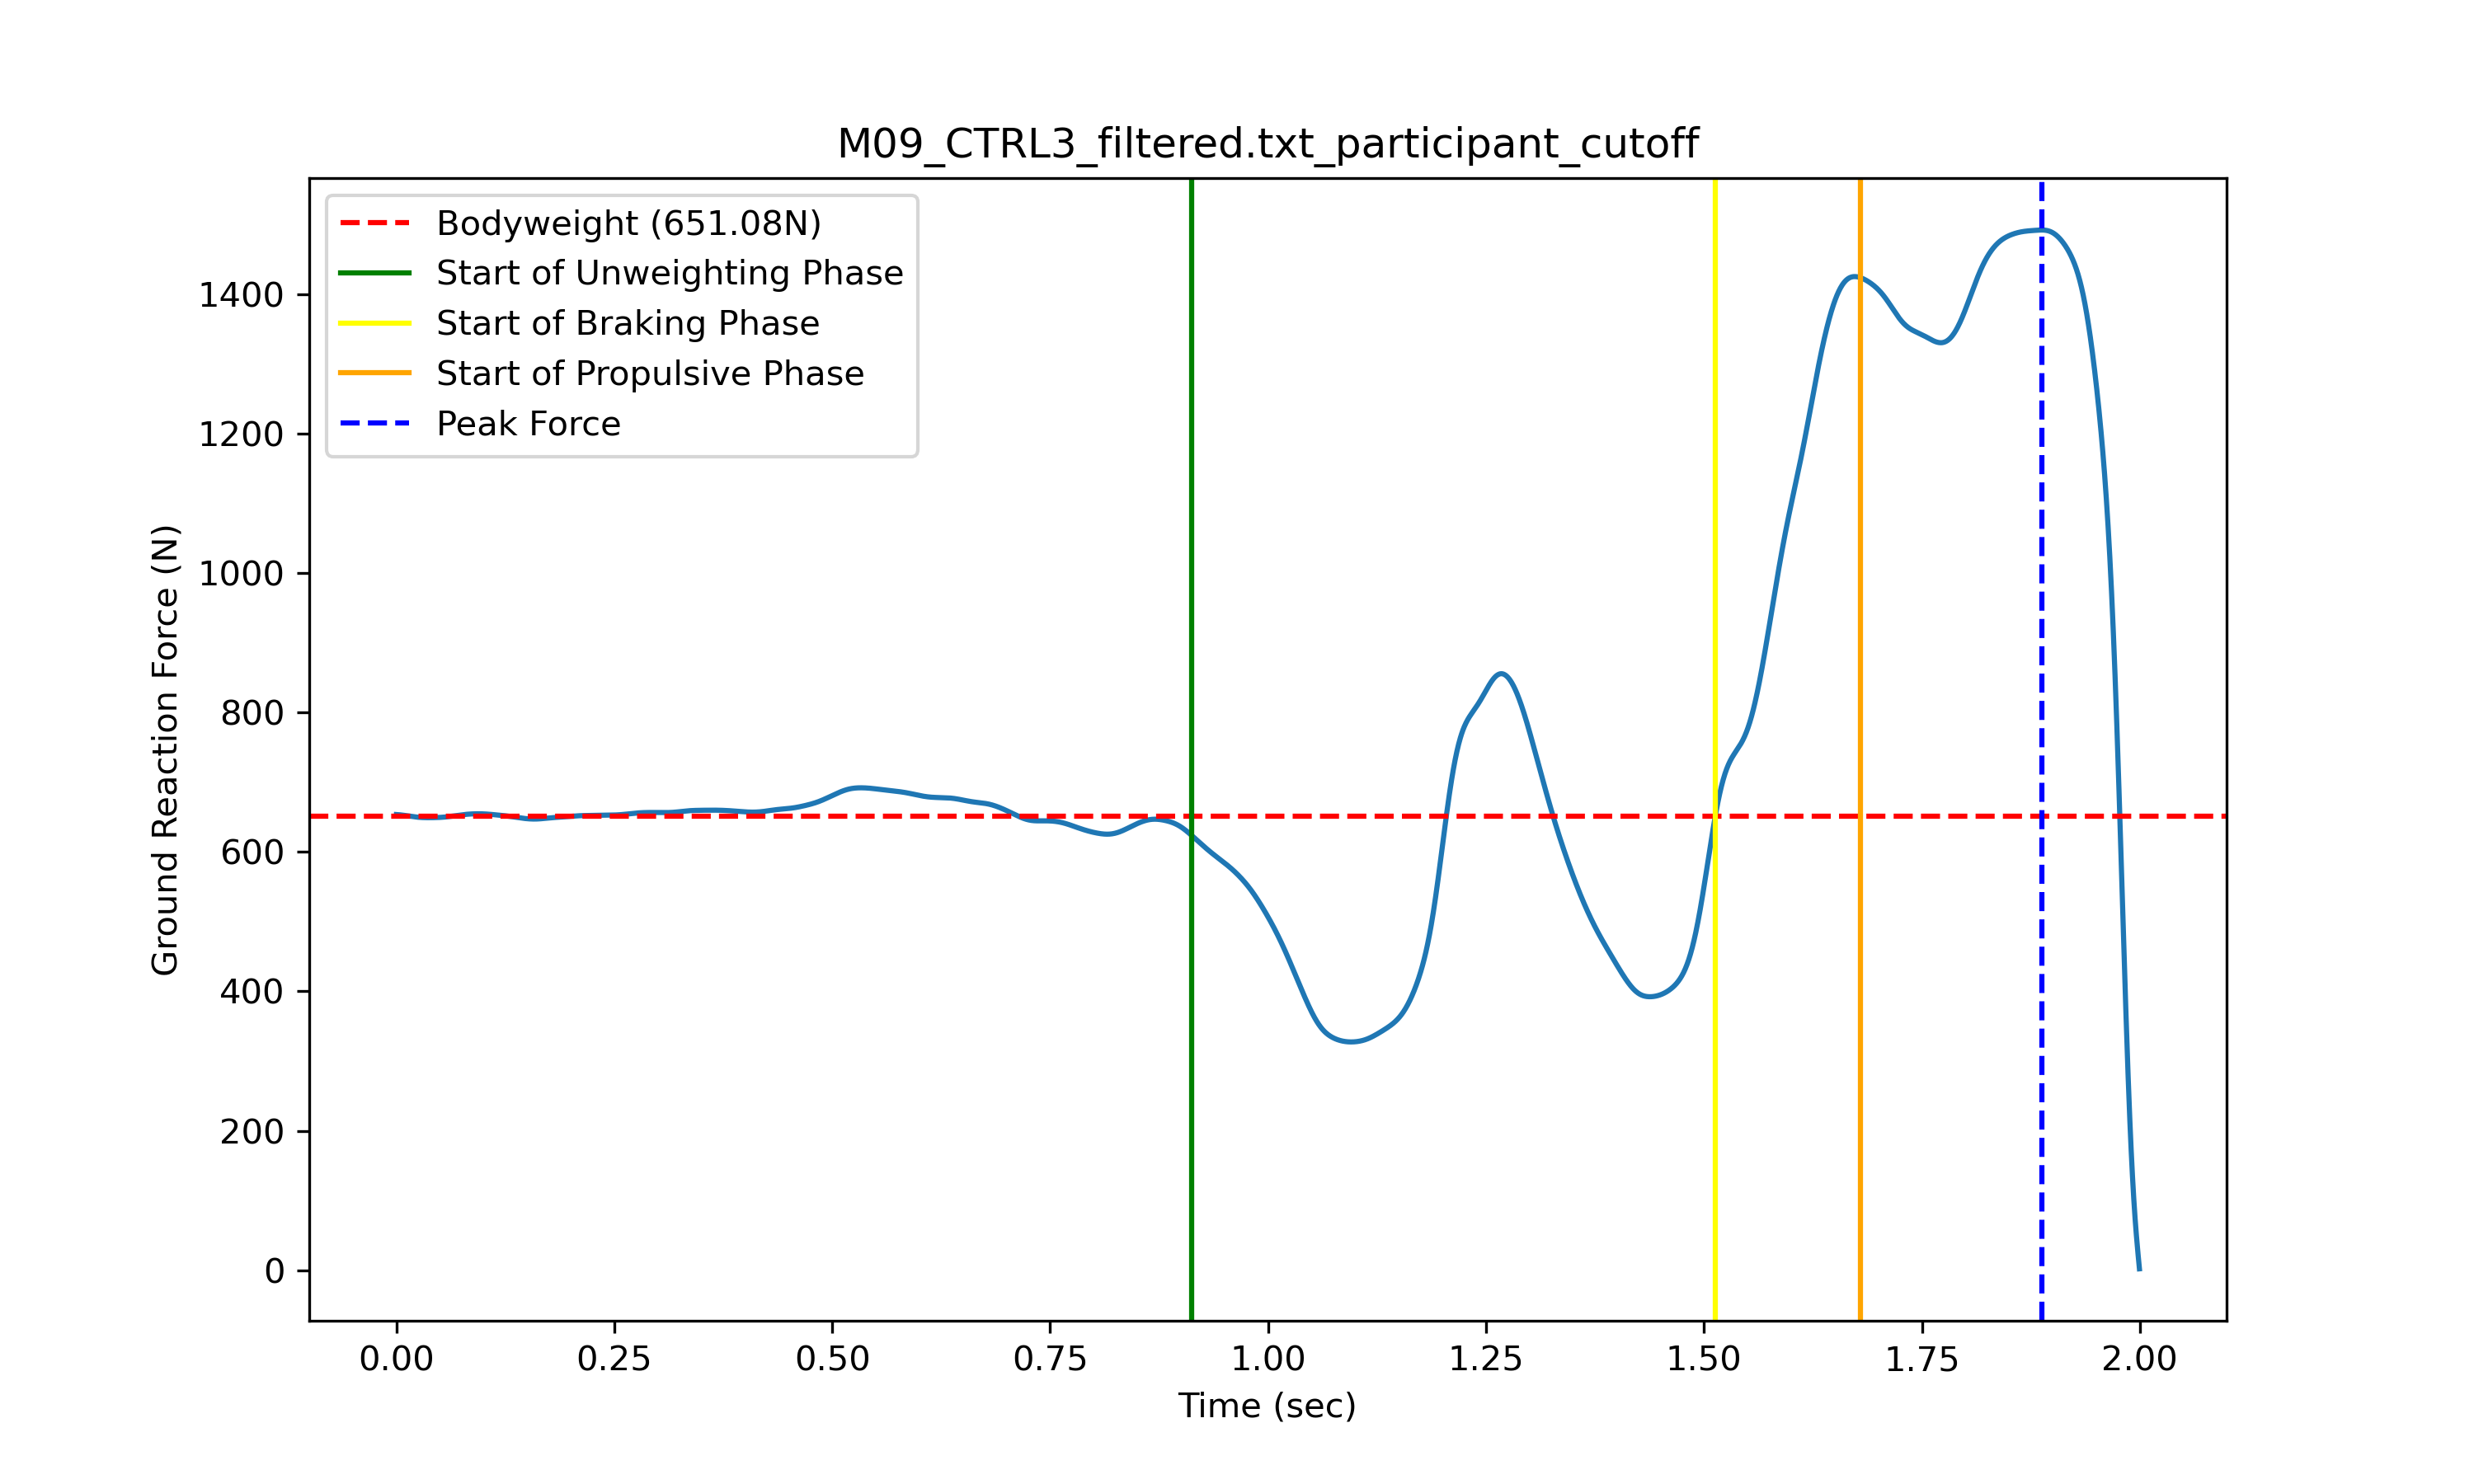 M09_CTRL3_filtered.txt_participant_cutoff
Bodyweight (651.08N)
Start of Unweighting Phase
Start of Braking Phase
Start of Propulsive Phase
Peak Force
Ground Reaction Force (N)
1400
1200
1000
800
600
400
200
0
0.00 0.25 0.50 0.75 1.00 1.25 1.50 1.75 2.00
Time (sec)